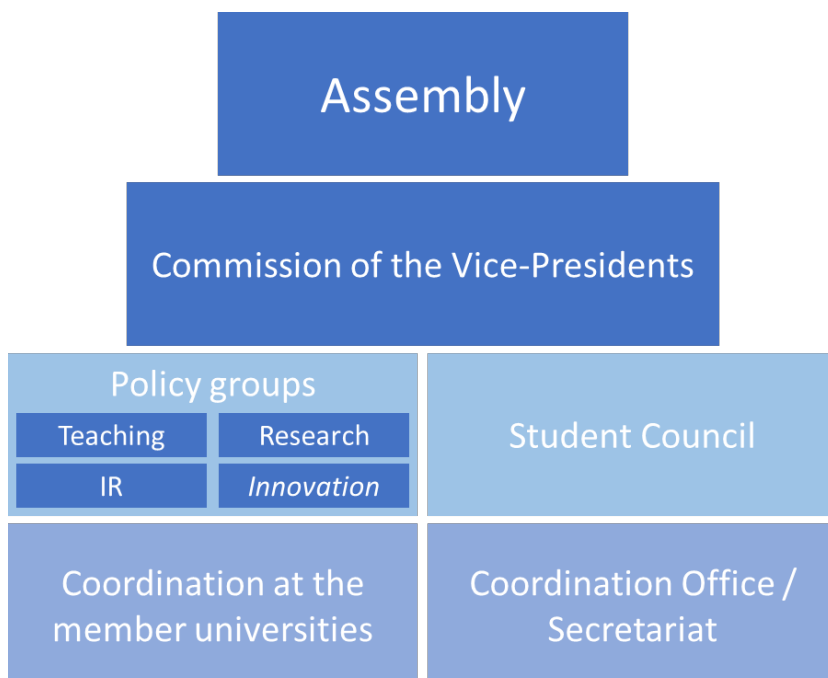 Assembly
Commission of the Vice-Presidents
Policy groups
Teaching
Research
IR
Innovation
Student Council
Coordination at the
member universities
Coordination Office /
Secretariat